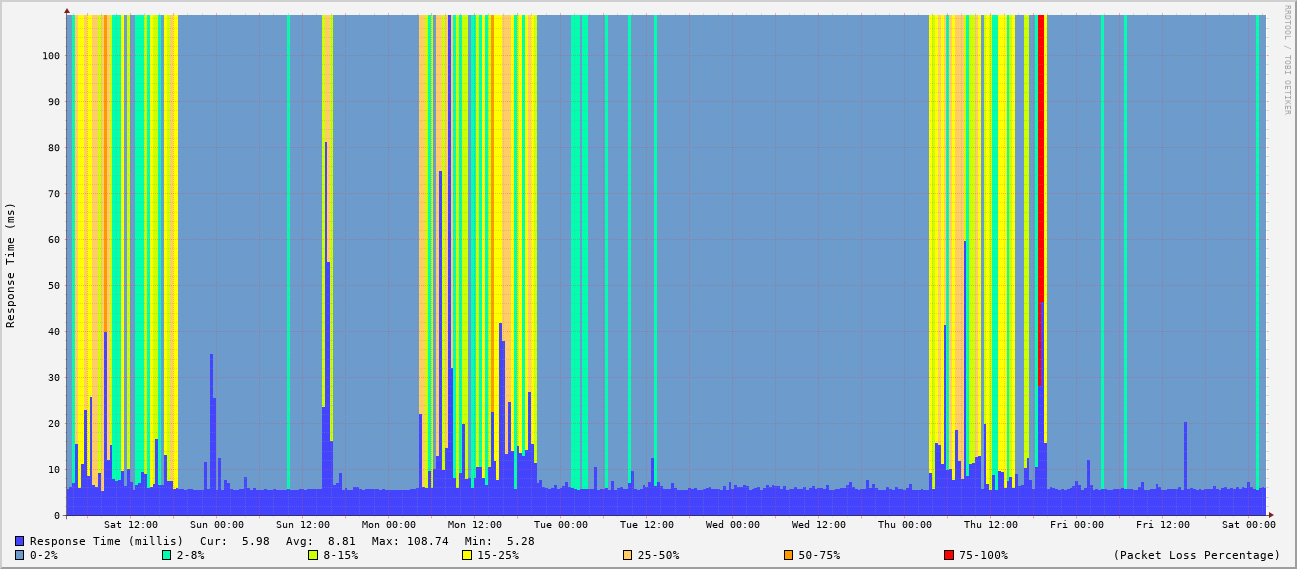 RRDTOOL / TOBI OETIKER
Response Time (ms)
100
90
80
70
60
50
40
30
20
10
0
Sat 12:00 Sun 00:00 Sun 12:00 Mon 00:00 Mon 12:00 Tue 00:00 Tue 12:00 Wed 00:00 Wed 12:00 Thu 00:00 Thu 12:00 Fri 00:00 Fri 12:00 Sat 00:00
Response Time (millis) Cur: 5.98 Avg: 8.81 Max: 108.74 Min: 5.28
0-2% 2-8% 8-15% 15-25% 25-50% 50-75% 75-100% (Packet Loss Percentage)